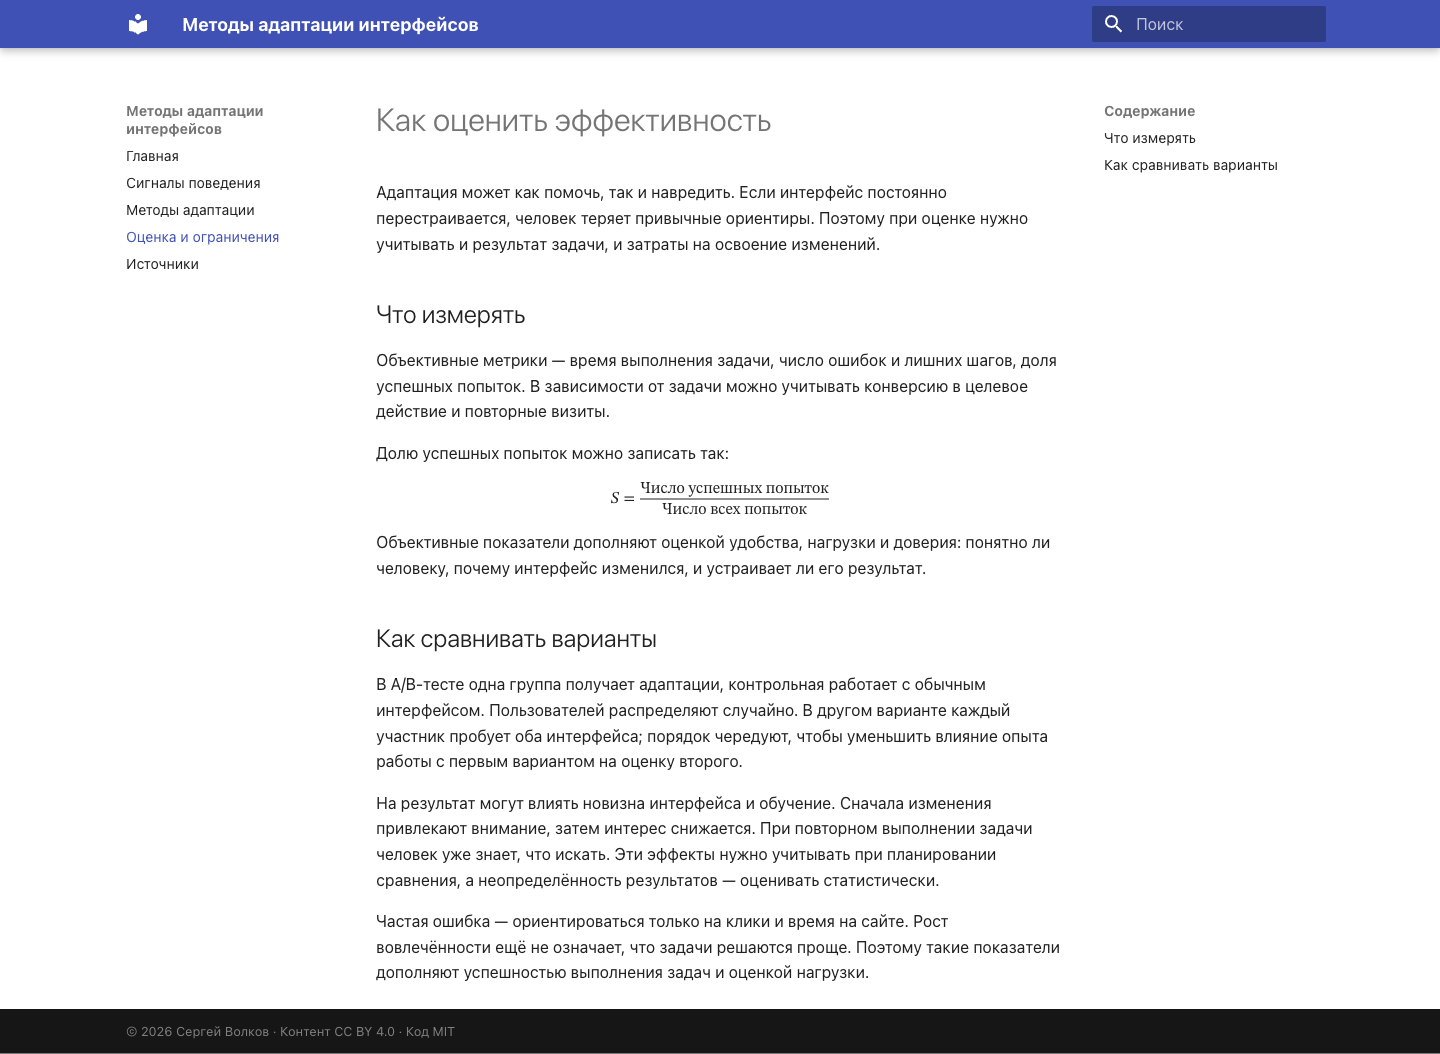 Методы адаптации интерфейсов
Поиск
Методы адаптации
интерфейсов
Главная
Сигналы поведения
Методы адаптации
Оценка и ограничения
Источники
Как оценить эффективность
Адаптация может как помочь, так и навредить. Если интерфейс постоянно
перестраивается, человек теряет привычные ориентиры. Поэтому при оценке нужно
учитывать и результат задачи, и затраты на освоение изменений.
Что измерять
Объективные метрики — время выполнения задачи, число ошибок и лишних шагов, доля
успешных попыток. В зависимости от задачи можно учитывать конверсию в целевое
действие и повторные визиты.
Долю успешных попыток можно записать так:
S = Число успешных попыток
Число всех попыток
Объективные показатели дополняют оценкой удобства, нагрузки и доверия: понятно ли
человеку, почему интерфейс изменился, и устраивает ли его результат.
Как сравнивать варианты
В A/B-тесте одна группа получает адаптации, контрольная работает с обычным
интерфейсом. Пользователей распределяют случайно. В другом варианте каждый
участник пробует оба интерфейса; порядок чередуют, чтобы уменьшить влияние опыта
работы с первым вариантом на оценку второго.
На результат могут влиять новизна интерфейса и обучение. Сначала изменения
привлекают внимание, затем интерес снижается. При повторном выполнении задачи
человек уже знает, что искать. Эти эффекты нужно учитывать при планировании
сравнения, а неопределённость результатов — оценивать статистически.
Частая ошибка — ориентироваться только на клики и время на сайте. Рост
вовлечённости ещё не означает, что задачи решаются проще. Поэтому такие показатели
дополняют успешностью выполнения задач и оценкой нагрузки.
Содержание
Что измерять
Как сравнивать варианты
© 2026 Сергей Волков · Контент CC BY 4.0 · Код MIT